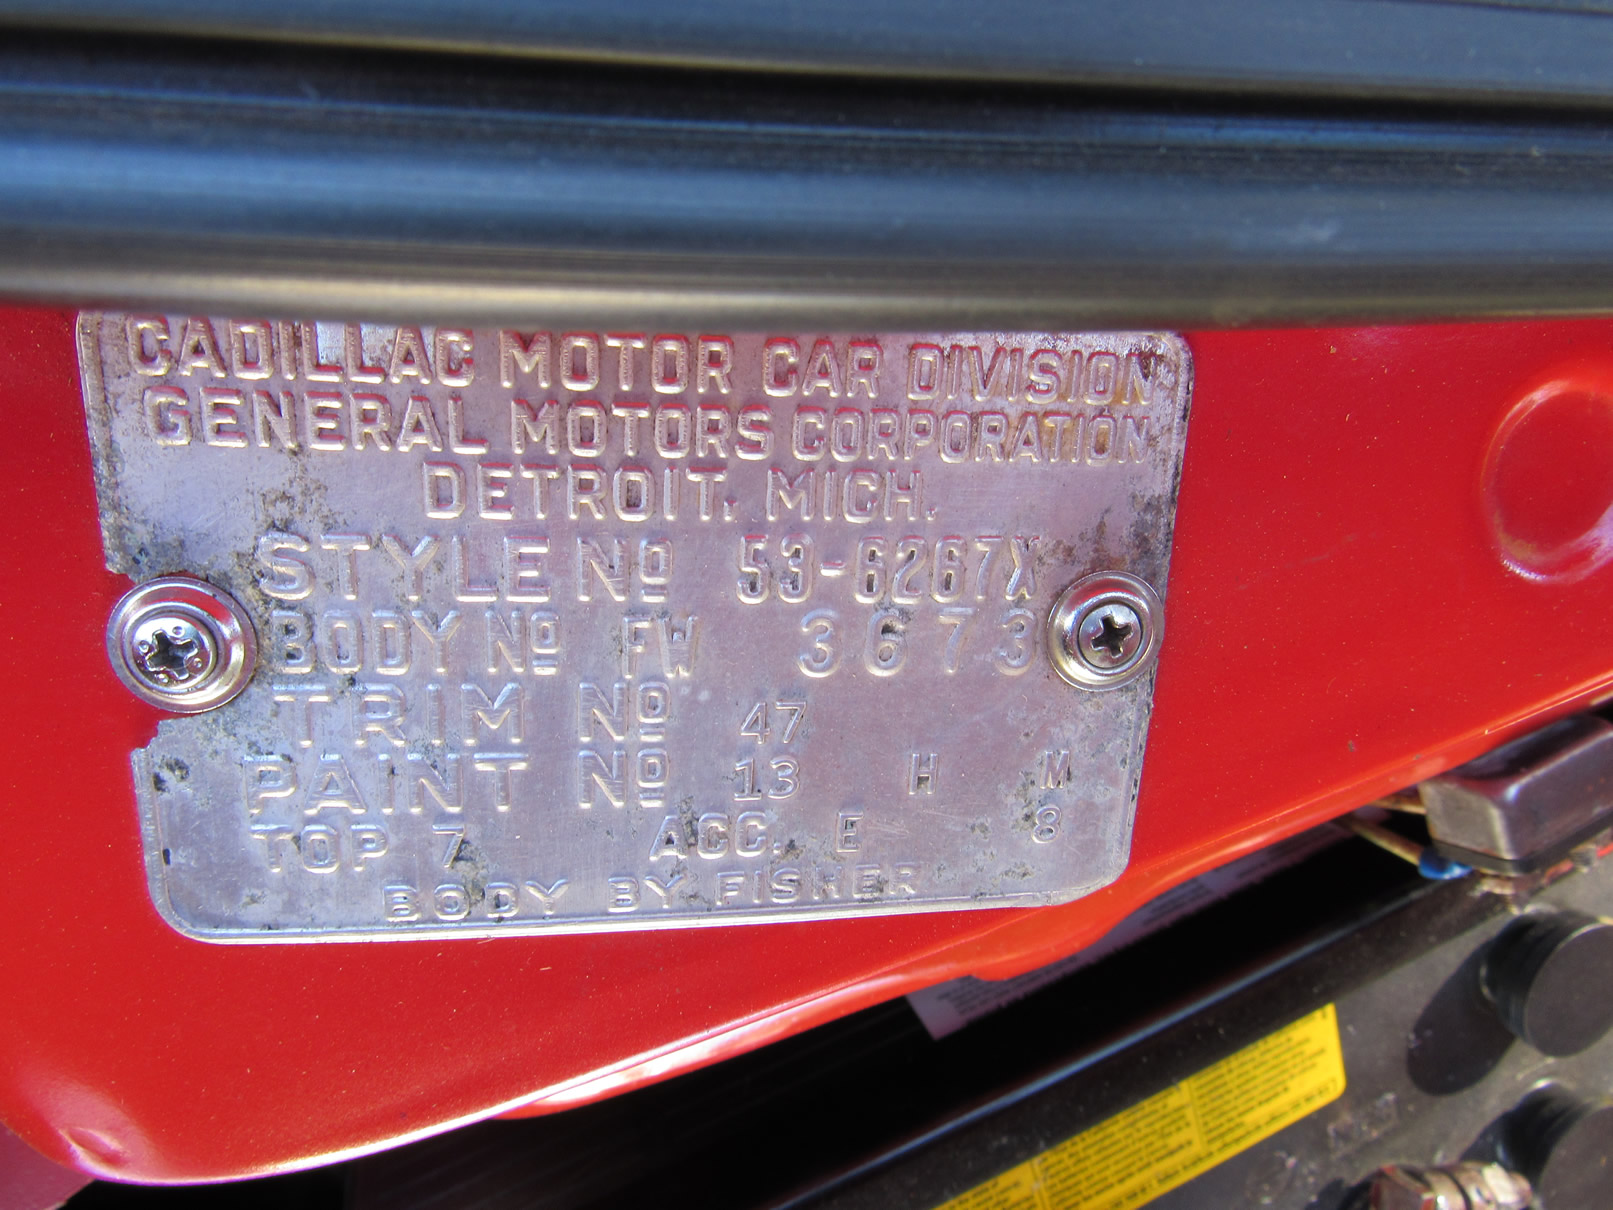 CADILLAC MOTOR CAR DIVISION
GENERAL MOTORS CORPORATION
DETROIT, MICH.
STYLE Nº 53-6267X
BODY Nº FW 3673
TRIM Nº 47
PAINT Nº 13 H M
TOP 7 ACC. E 8
BODY BY FISHER